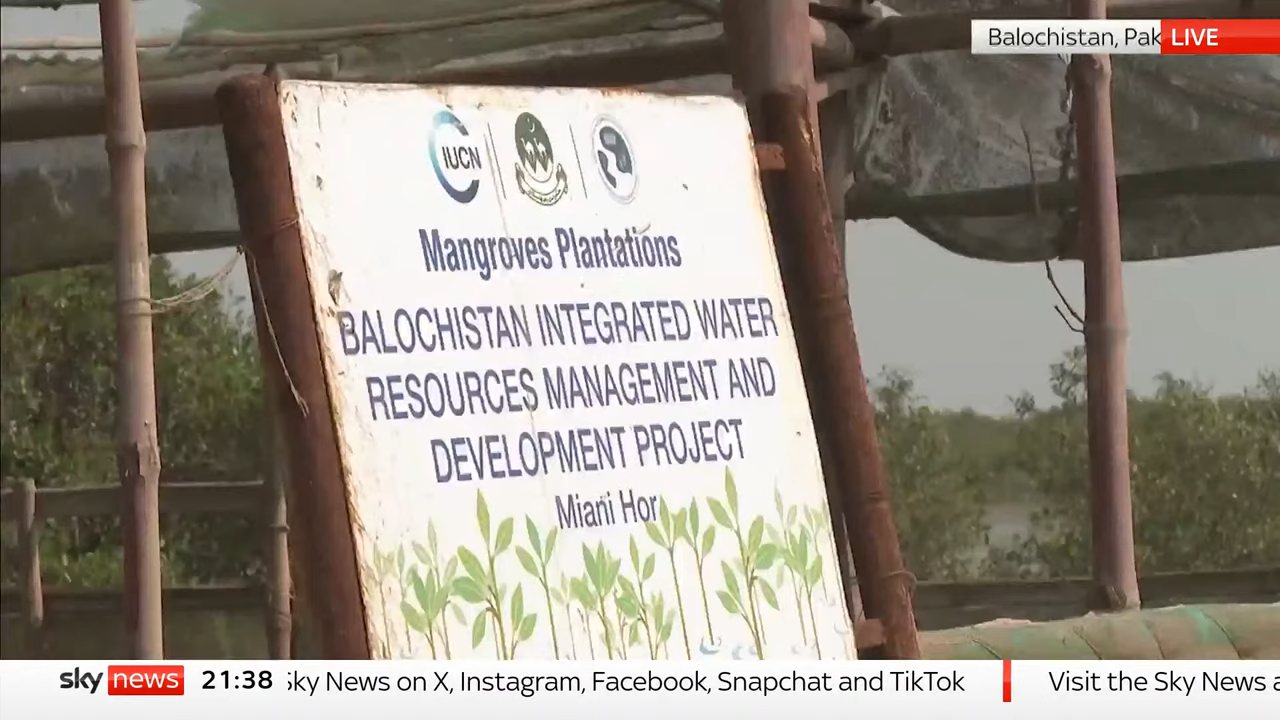 Balochistan, Pak
LIVE
IUCN
Mangroves Plantations
BALOCHISTAN INTEGRATED WATER
RESOURCES MANAGEMENT AND
DEVELOPMENT PROJECT
Miani Hor
sky news 21:38 Sky News on X, Instagram, Facebook, Snapchat and TikTok Visit the Sky News a